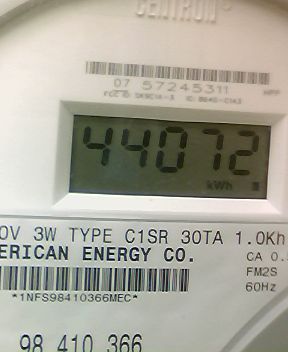 CENTRON
07 57245311
44072
kWh
0V 3W TYPE C1SR 30TA 1.0Kh
ERICAN ENERGY CO.
CA 0.5
FM2S
60Hz
*1NFS98410366MEC*
98 410 366